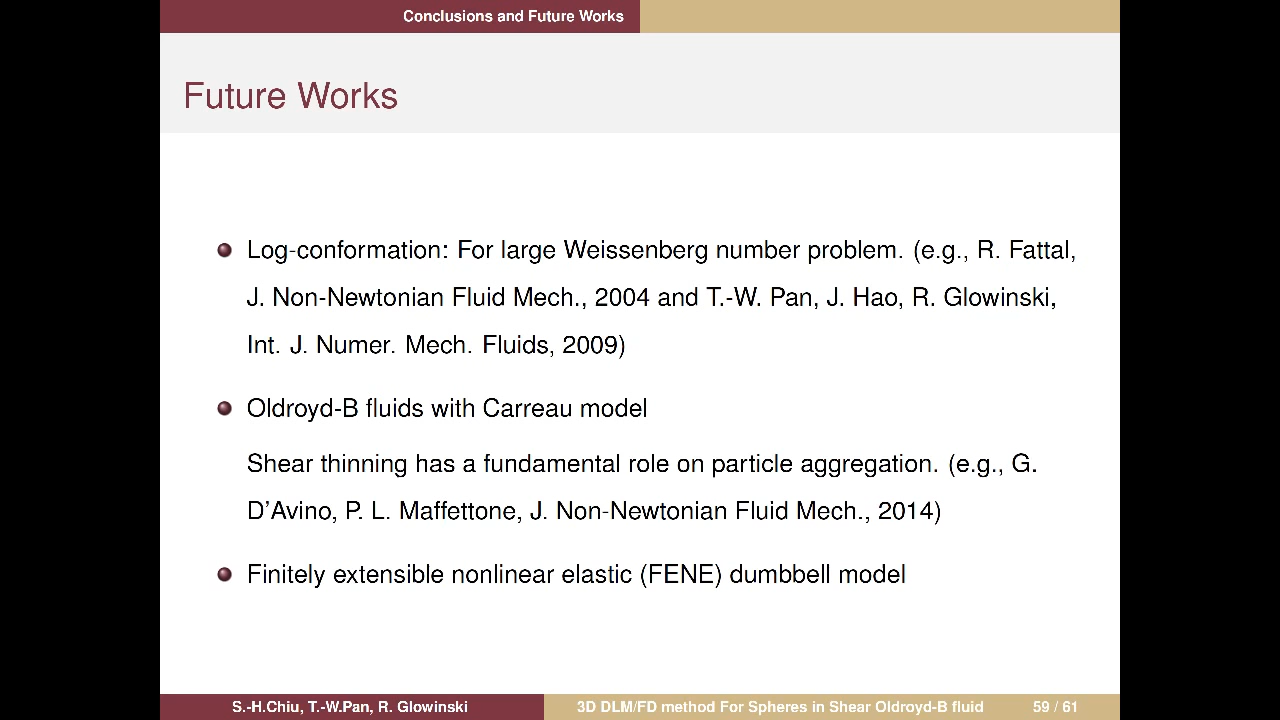 Conclusions and Future Works
Future Works
Log-conformation: For large Weissenberg number problem. (e.g., R. Fattal,
J. Non-Newtonian Fluid Mech., 2004 and T.-W. Pan, J. Hao, R. Glowinski,
Int. J. Numer. Mech. Fluids, 2009)
Oldroyd-B fluids with Carreau model
Shear thinning has a fundamental role on particle aggregation. (e.g., G.
D'Avino, P. L. Maffettone, J. Non-Newtonian Fluid Mech., 2014)
Finitely extensible nonlinear elastic (FENE) dumbbell model
S.-H.Chiu, T.-W.Pan, R. Glowinski 3D DLM/FD method For Spheres in Shear Oldroyd-B fluid 59 / 61